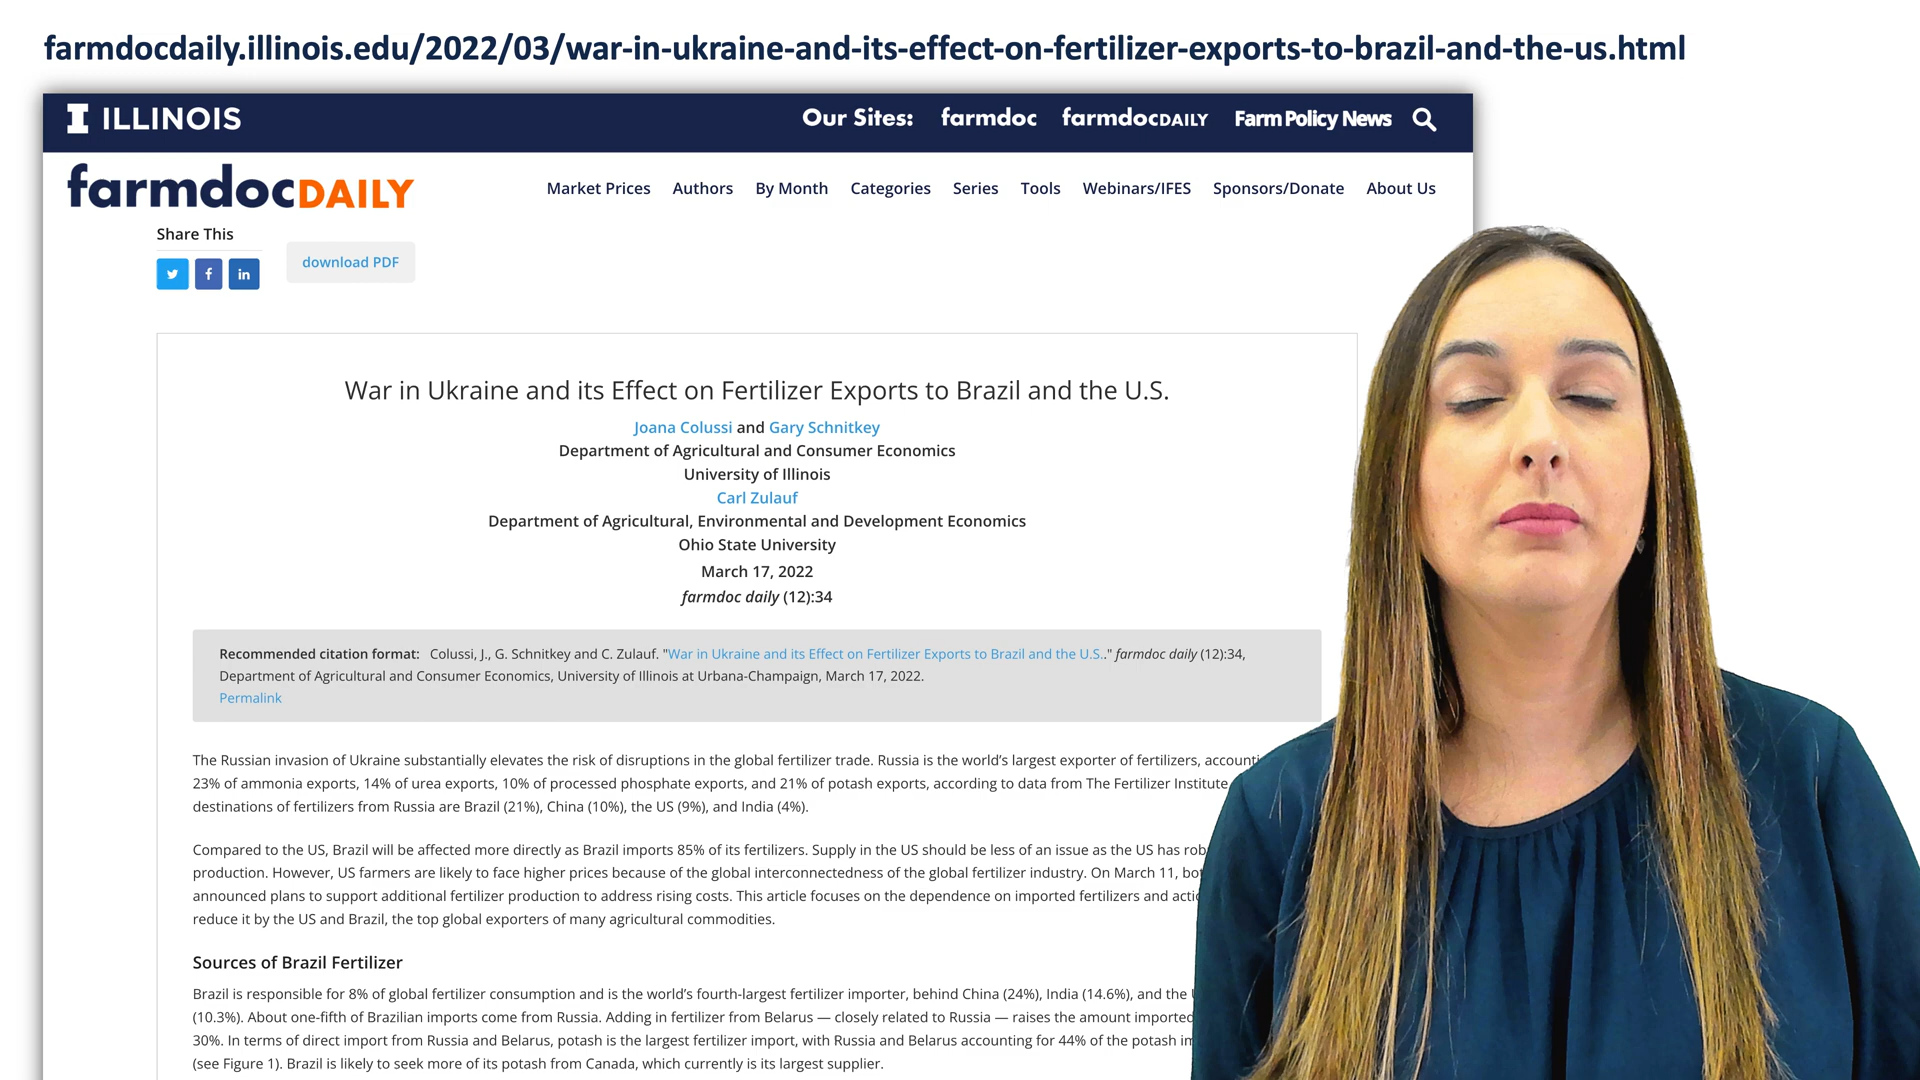 farmdocdaily.illinois.edu/2022/03/war-in-ukraine-and-its-effect-on-fertilizer-exports-to-brazil-and-the-us.html
I ILLINOIS
Our Sites: farmdoc farmdocDAILY Farm Policy News
farmdocDAILY
Market Prices Authors By Month Categories Series Tools Webinars/IFES Sponsors/Donate About Us
Share This
download PDF
War in Ukraine and its Effect on Fertilizer Exports to Brazil and the U.S.
Joana Colussi and Gary Schnitkey
Department of Agricultural and Consumer Economics
University of Illinois
Carl Zulauf
Department of Agricultural, Environmental and Development Economics
Ohio State University
March 17, 2022
farmdoc daily (12):34
Recommended citation format: Colussi, J., G. Schnitkey and C. Zulauf. "War in Ukraine and its Effect on Fertilizer Exports to Brazil and the U.S.." farmdoc daily (12):34,
Department of Agricultural and Consumer Economics, University of Illinois at Urbana-Champaign, March 17, 2022.
Permalink
The Russian invasion of Ukraine substantially elevates the risk of disruptions in the global fertilizer trade. Russia is the world's largest exporter of fertilizers,
23% of ammonia exports, 14% of urea exports, 10% of processed phosphate exports, and 21% of potash exports, according to data from The Fertilizer Institute
destinations of fertilizers from Russia are Brazil (21%), China (10%), the US (9%), and India (4%).
Compared to the US, Brazil will be affected more directly as Brazil imports 85% of its fertilizers. Supply in the US should be less of an issue as the US has
production. However, US farmers are likely to face higher prices because of the global interconnectedness of the global fertilizer industry. On March 11,
announced plans to support additional fertilizer production to address rising costs. This article focuses on the dependence on imported fertilizers and
reduce it by the US and Brazil, the top global exporters of many agricultural commodities.
Sources of Brazil Fertilizer
Brazil is responsible for 8% of global fertilizer consumption and is the world's fourth-largest fertilizer importer, behind China (24%), India (14.6%), and the
(10.3%). About one-fifth of Brazilian imports come from Russia. Adding in fertilizer from Belarus — closely related to Russia — raises the amount imported
30%. In terms of direct import from Russia and Belarus, potash is the largest fertilizer import, with Russia and Belarus accounting for 44% of the potash
(see Figure 1). Brazil is likely to seek more of its potash from Canada, which currently is its largest supplier.